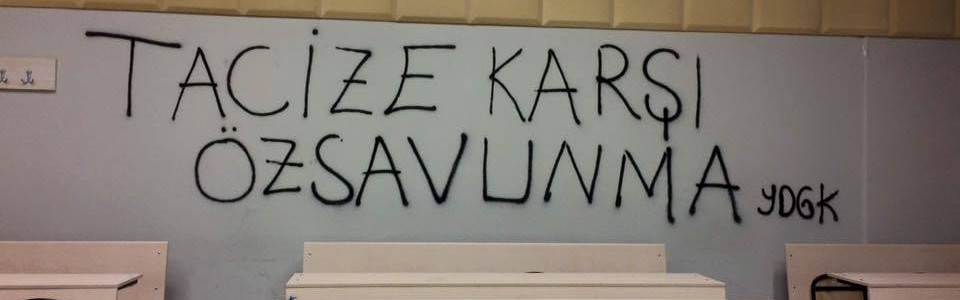 TACİZE KARŞI
ÖZSAVUNMA YDGK